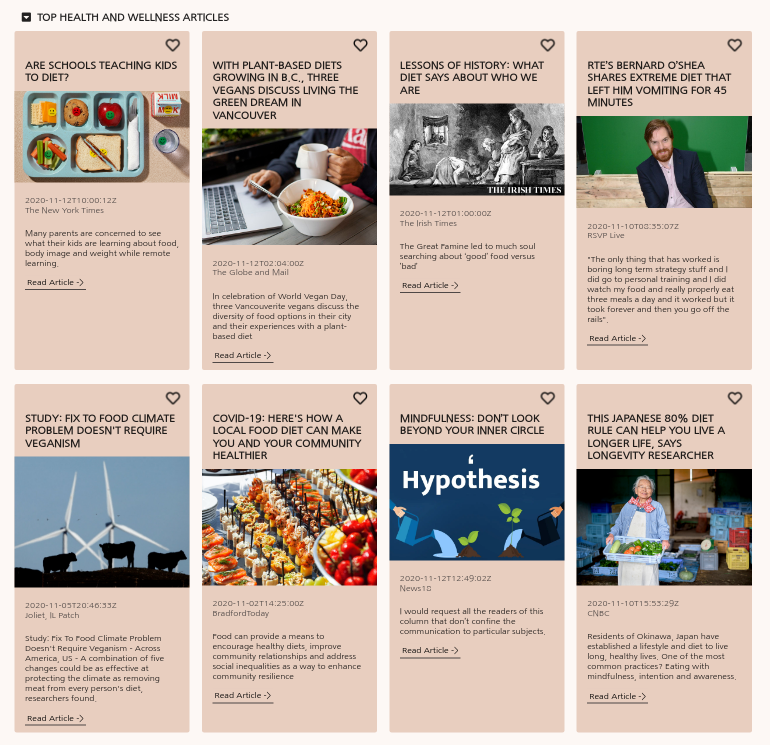 TOP HEALTH AND WELLNESS ARTICLES
ARE SCHOOLS TEACHING KIDS
TO DIET?
MILK
2020-11-12T10:00:12Z
The New York Times
Many parents are concerned to see
what their kids are learning about food,
body image and weight while remote
learning.
Read Article ->
WITH PLANT-BASED DIETS
GROWING IN B.C., THREE
VEGANS DISCUSS LIVING THE
GREEN DREAM IN
VANCOUVER
2020-11-12T02:04:00Z
The Globe and Mail
In celebration of World Vegan Day,
three Vancouverite vegans discuss the
diversity of food options in their city
and their experiences with a plant-
based diet
Read Article ->
LESSONS OF HISTORY: WHAT
DIET SAYS ABOUT WHO WE
ARE
THE IRISH TIMES
2020-11-12T01:00:00Z
The Irish Times
The Great Famine led to much soul
searching about 'good' food versus
'bad'
Read Article ->
RTE'S BERNARD O'SHEA
SHARES EXTREME DIET THAT
LEFT HIM VOMITING FOR 45
MINUTES
2020-11-10T08:35:07Z
RSVP Live
"The only thing that has worked is
boring long term strategy stuff and I
did go to personal training and I did
watch my food and really properly eat
three meals a day and it worked but it
took forever and then you go off the
rails".
Read Article ->
STUDY: FIX TO FOOD CLIMATE
PROBLEM DOESN'T REQUIRE
VEGANISM
2020-11-05T20:46:33Z
Joliet, IL Patch
Study: Fix To Food Climate Problem
Doesn't Require Veganism - Across
America, US - A combination of five
changes could be as effective at
protecting the climate as removing
meat from every person's diet,
researchers found.
Read Article ->
COVID-19: HERE'S HOW A
LOCAL FOOD DIET CAN MAKE
YOU AND YOUR COMMUNITY
HEALTHIER
2020-11-02T14:25:00Z
BradfordToday
Food can provide a means to
encourage healthy diets, improve
community relationships and address
social inequalities as a way to enhance
community resilience
Read Article ->
MINDFULNESS: DON'T LOOK
BEYOND YOUR INNER CIRCLE
Hypothesis
2020-11-12T12:49:02Z
News18
I would request all the readers of this
column that don't confine the
communication to particular subjects.
Read Article ->
THIS JAPANESE 80% DIET
RULE CAN HELP YOU LIVE A
LONGER LIFE, SAYS
LONGEVITY RESEARCHER
2020-11-10T15:53:29Z
CNBC
Residents of Okinawa, Japan have
established a lifestyle and diet to live
long, healthy lives. One of the most
common practices? Eating with
mindfulness, intention and awareness.
Read Article ->